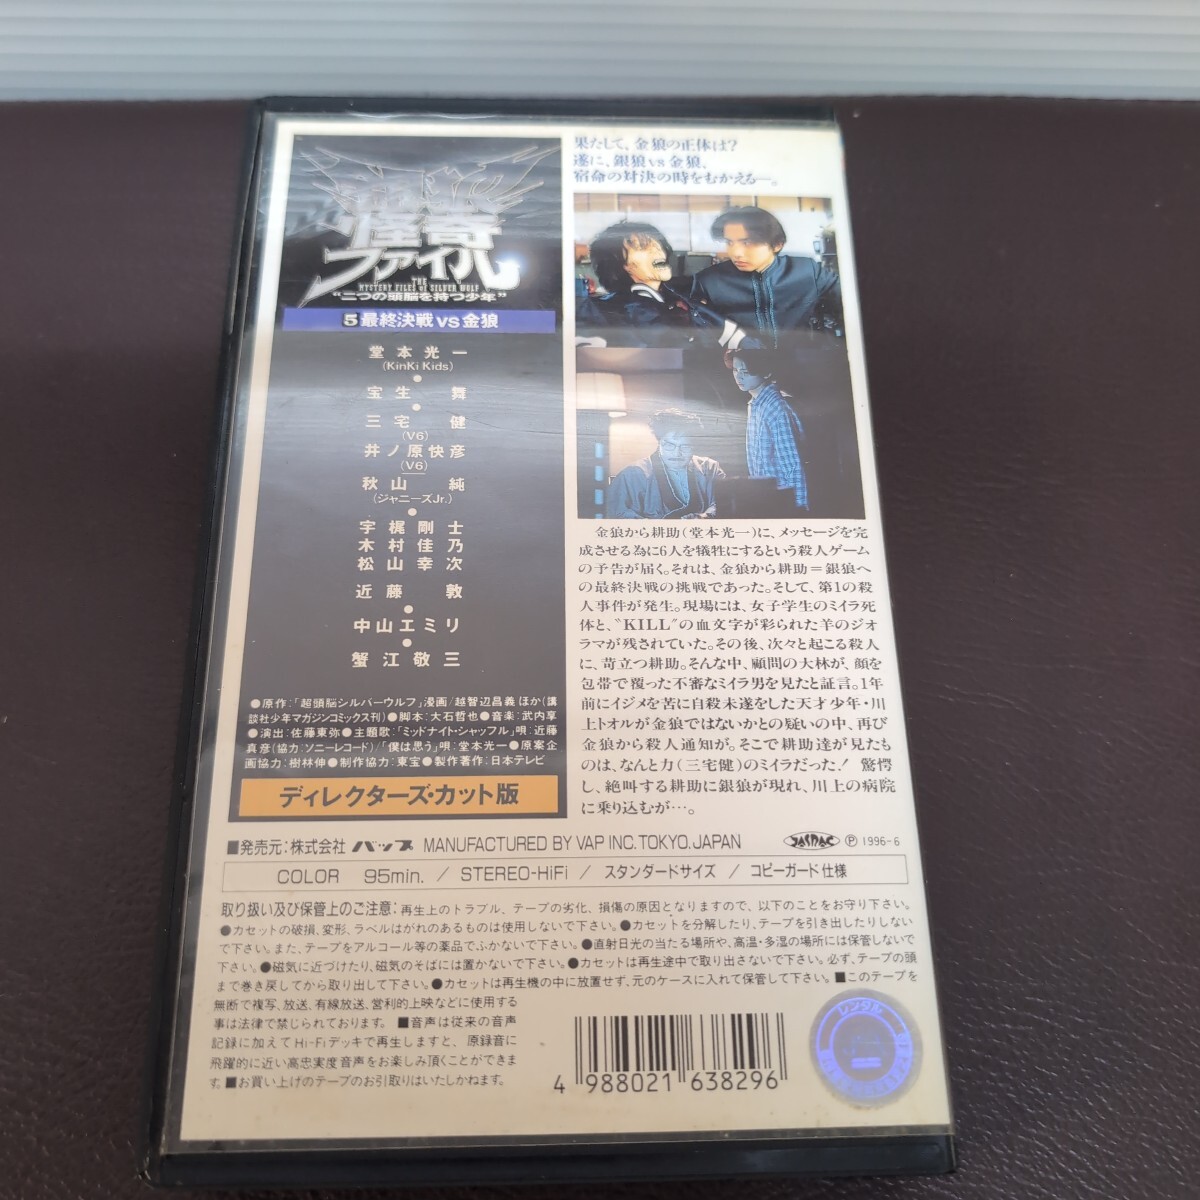 怪奇
ファイル
THE
MYSTERY FILES OF SILVER WOLF
“二つの頭脳を持つ少年”
5 最終決戦vs金狼
堂本光一
(KinKi Kids)
宝生 舞
三宅 健
(V6)
井ノ原快彦
(V6)
秋山 純
(ジャニーズJr.)
宇梶剛士
木村佳乃
松山幸次
近藤 敦
中山エミリ
蟹江敬三
●原作:「超頭脳シルバーウルフ」漫画/越智辺昌義ほか(講
談社少年マガジンコミックス刊)●脚本:大石哲也●音楽:武内享
●演出:佐藤東弥●主題歌:「ミッドナイト・シャッフル」唄:近藤
真彦(協力:ソニーレコード)/「僕は思う」唄:堂本光一●原案企
画協力:樹林伸●制作協力:東宝●製作著作:日本テレビ
ディレクターズ・カット版
果たして、金狼の正体は?
遂に、銀狼vs金狼、
宿命の対決の時をむかえる—。
金狼から耕助(堂本光一)に、メッセージを完
成させる為に6人を犠牲にするという殺人ゲーム
の予告が届く。それは、金狼から耕助=銀狼へ
の最終決戦の挑戦であった。そして、第1の殺
人事件が発生。現場には、女子学生のミイラ死
体と、“KILL”の血文字が彩られた羊のジオ
ラマが残されていた。その後、次々と起こる殺人
に、苛立つ耕助。そんな中、顧問の大林が、顔を
包帯で覆った不審なミイラ男を見たと証言。1年
前にイジメを苦に自殺未遂をした天才少年・川
上トオルが金狼ではないかとの疑いの中、再び
金狼から殺人通知が。そこで耕助達が見たも
のは、なんと力(三宅健)のミイラだった!驚愕
し、絶叫する耕助に銀狼が現れ、川上の病院
に乗り込むが…。
■発売元:株式会社 バップ MANUFACTURED BY VAP INC. TOKYO. JAPAN JASRAC Ⓟ 1996-6
COLOR 95min. / STEREO-HiFi / スタンダードサイズ / コピーガード仕様
取り扱い及び保管上のご注意:再生上のトラブル、テープの劣化、損傷の原因となりますので、以下のことをお守り下さい。
●カセットの破損、変形、ラベルはがれのあるものは使用しないで下さい。●カセットを分解したり、テープを引き出したりしない
で下さい。また、テープをアルコール等の薬品でふかないで下さい。●直射日光の当たる場所や、高温・多湿の場所には保管しないで
下さい。●磁気に近づけたり、磁気のそばには置かないで下さい。●カセットは再生途中で取り出さないで下さい。必ず、テープの頭
まで巻き戻してから取り出して下さい。●カセットは再生機の中に放置せず、元のケースに入れて保管して下さい。■このテープを
無断で複写、放送、有線放送、営利的上映などに使用する
事は法律で禁じられております。■音声は従来の音声
記録に加えてHi-Fiデッキで再生しますと、原録音に
飛躍的に近い高忠実度音声をお楽しみ頂くことができま
す。■お買い上げのテープのお引取りはいたしかねます。
4 988021 638296
レンタル